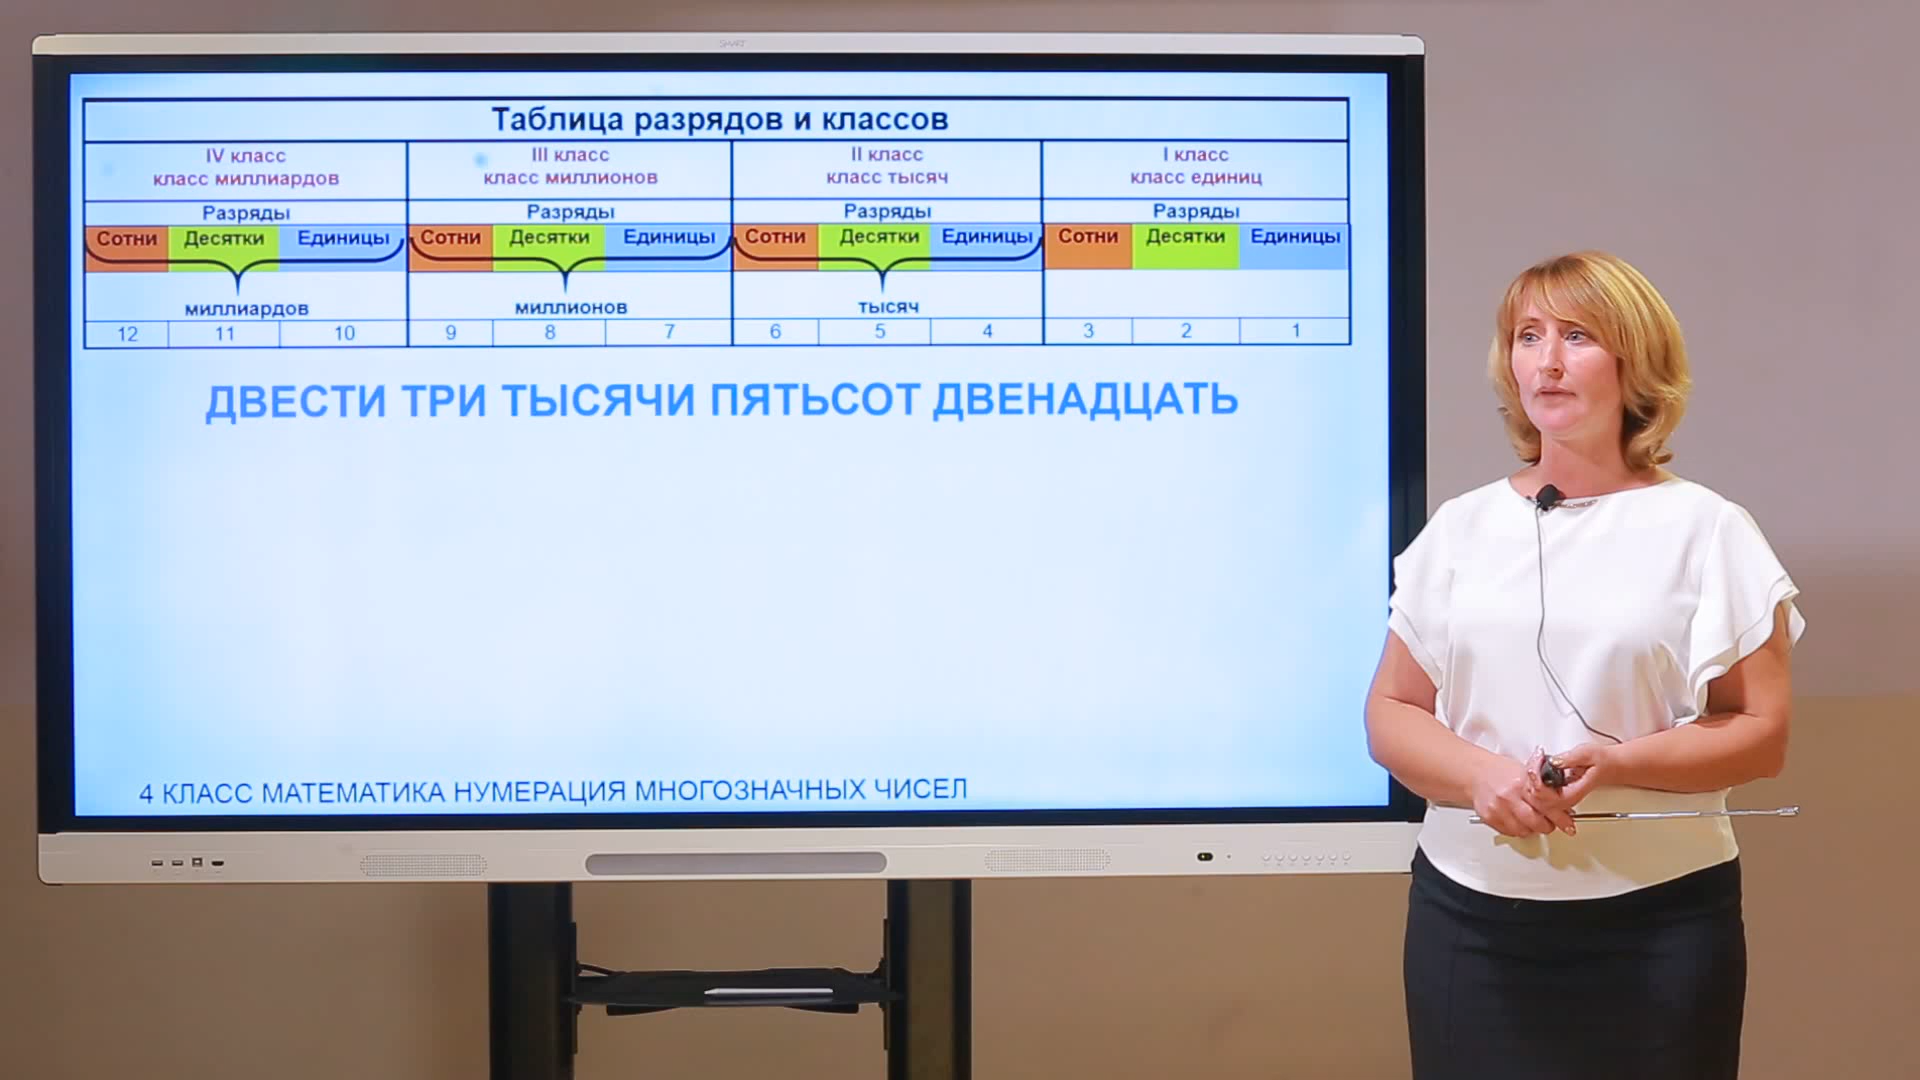 SMART
Таблица разрядов и классов
IV класс III класс II класс I класс
класс миллиардов класс миллионов класс тысяч класс единиц
Разряды Разряды Разряды Разряды
Сотни Десятки Единицы Сотни Десятки Единицы Сотни Десятки Единицы Сотни Десятки Единицы
миллиардов миллионов тысяч
12 11 10 9 8 7 6 5 4 3 2 1
ДВЕСТИ ТРИ ТЫСЯЧИ ПЯТЬСОТ ДВЕНАДЦАТЬ
4 КЛАСС МАТЕМАТИКА НУМЕРАЦИЯ МНОГОЗНАЧНЫХ ЧИСЕЛ